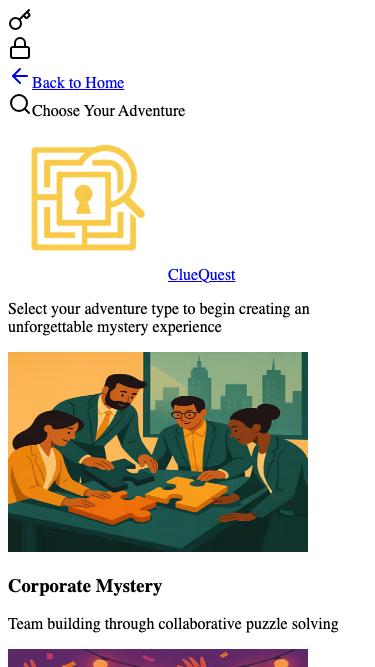 Back to Home
Choose Your Adventure
ClueQuest
Select your adventure type to begin creating an
unforgettable mystery experience
Corporate Mystery
Team building through collaborative puzzle solving